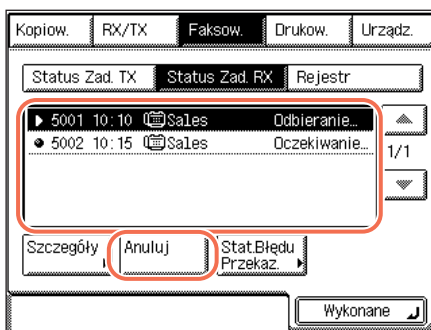 Kopiow. RX/TX Faksow. Drukow. Urządz.
Status Zad. TX Status Zad. RX Rejestr
5001 10:10 Sales Odbieranie...
5002 10:15 Sales Oczekiwanie...
1/1
Szczegóły Anuluj Stat.Błędu
Przekaz.
Wykonane